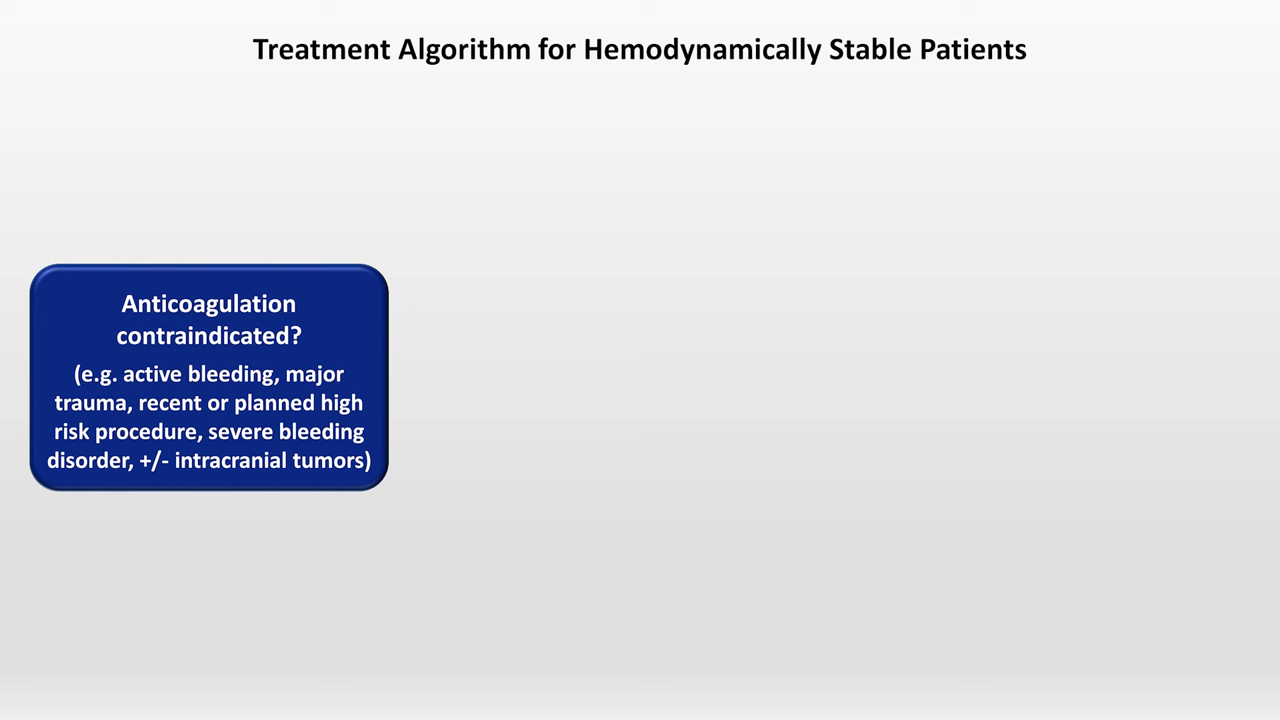 Treatment Algorithm for Hemodynamically Stable Patients
Anticoagulation
contraindicated?
(e.g. active bleeding, major
trauma, recent or planned high
risk procedure, severe bleeding
disorder, +/- intracranial tumors)